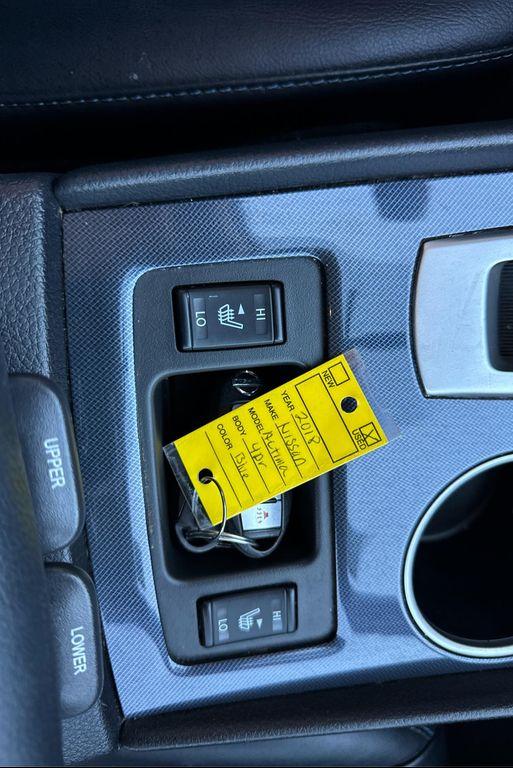 HI
LO
NEW
USED
YEAR 2018
MAKE Nissan
MODEL Altima
BODY 4Dr
COLOR Blue
HI
LO
UPPER
LOWER